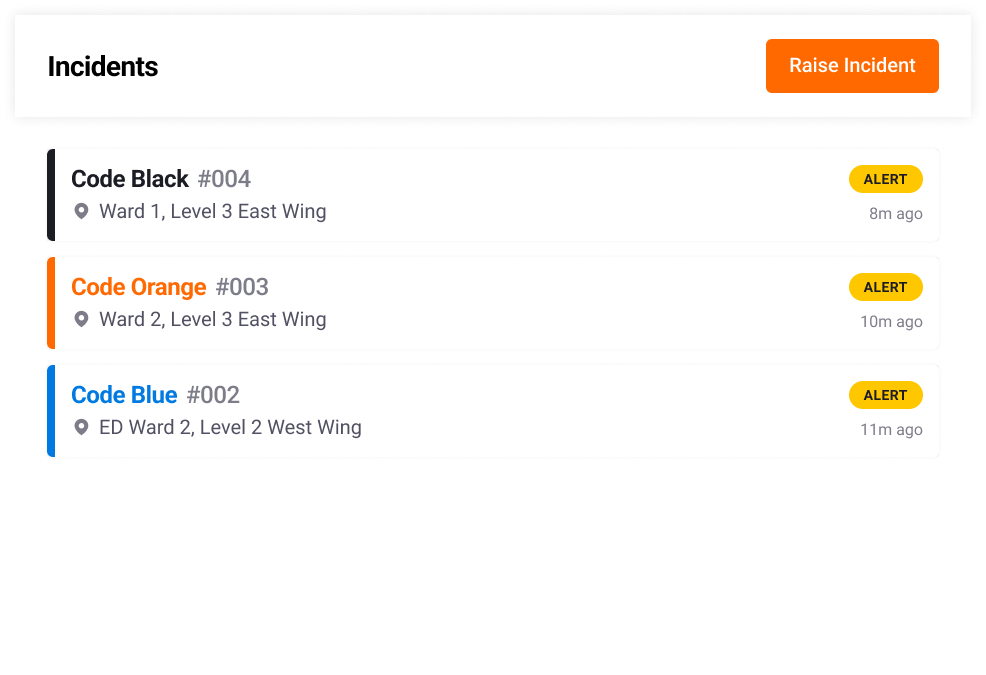 Incidents
Raise Incident
Code Black #004
ALERT
Ward 1, Level 3 East Wing
8m ago
Code Orange #003
ALERT
Ward 2, Level 3 East Wing
10m ago
Code Blue #002
ALERT
ED Ward 2, Level 2 West Wing
11m ago